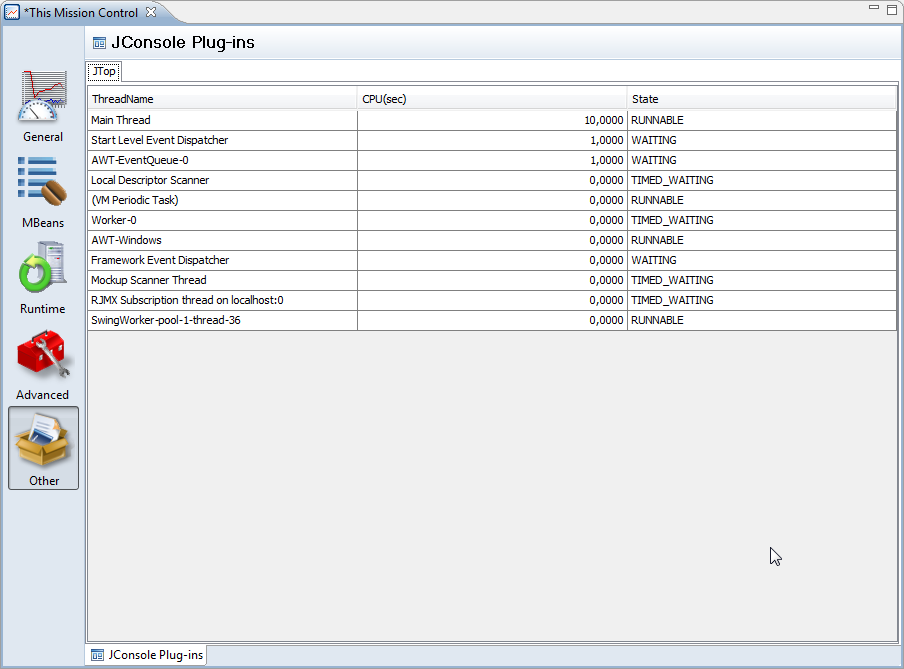 *This Mission Control
JConsole Plug-ins
JTop
ThreadName CPU(sec) State
Main Thread 10,0000 RUNNABLE
Start Level Event Dispatcher 1,0000 WAITING
AWT-EventQueue-0 1,0000 WAITING
Local Descriptor Scanner 0,0000 TIMED_WAITING
(VM Periodic Task) 0,0000 RUNNABLE
Worker-0 0,0000 TIMED_WAITING
AWT-Windows 0,0000 RUNNABLE
Framework Event Dispatcher 0,0000 WAITING
Mockup Scanner Thread 0,0000 TIMED_WAITING
RJMX Subscription thread on localhost:0 0,0000 TIMED_WAITING
SwingWorker-pool-1-thread-36 0,0000 RUNNABLE
General
MBeans
Runtime
Advanced
Other
JConsole Plug-ins